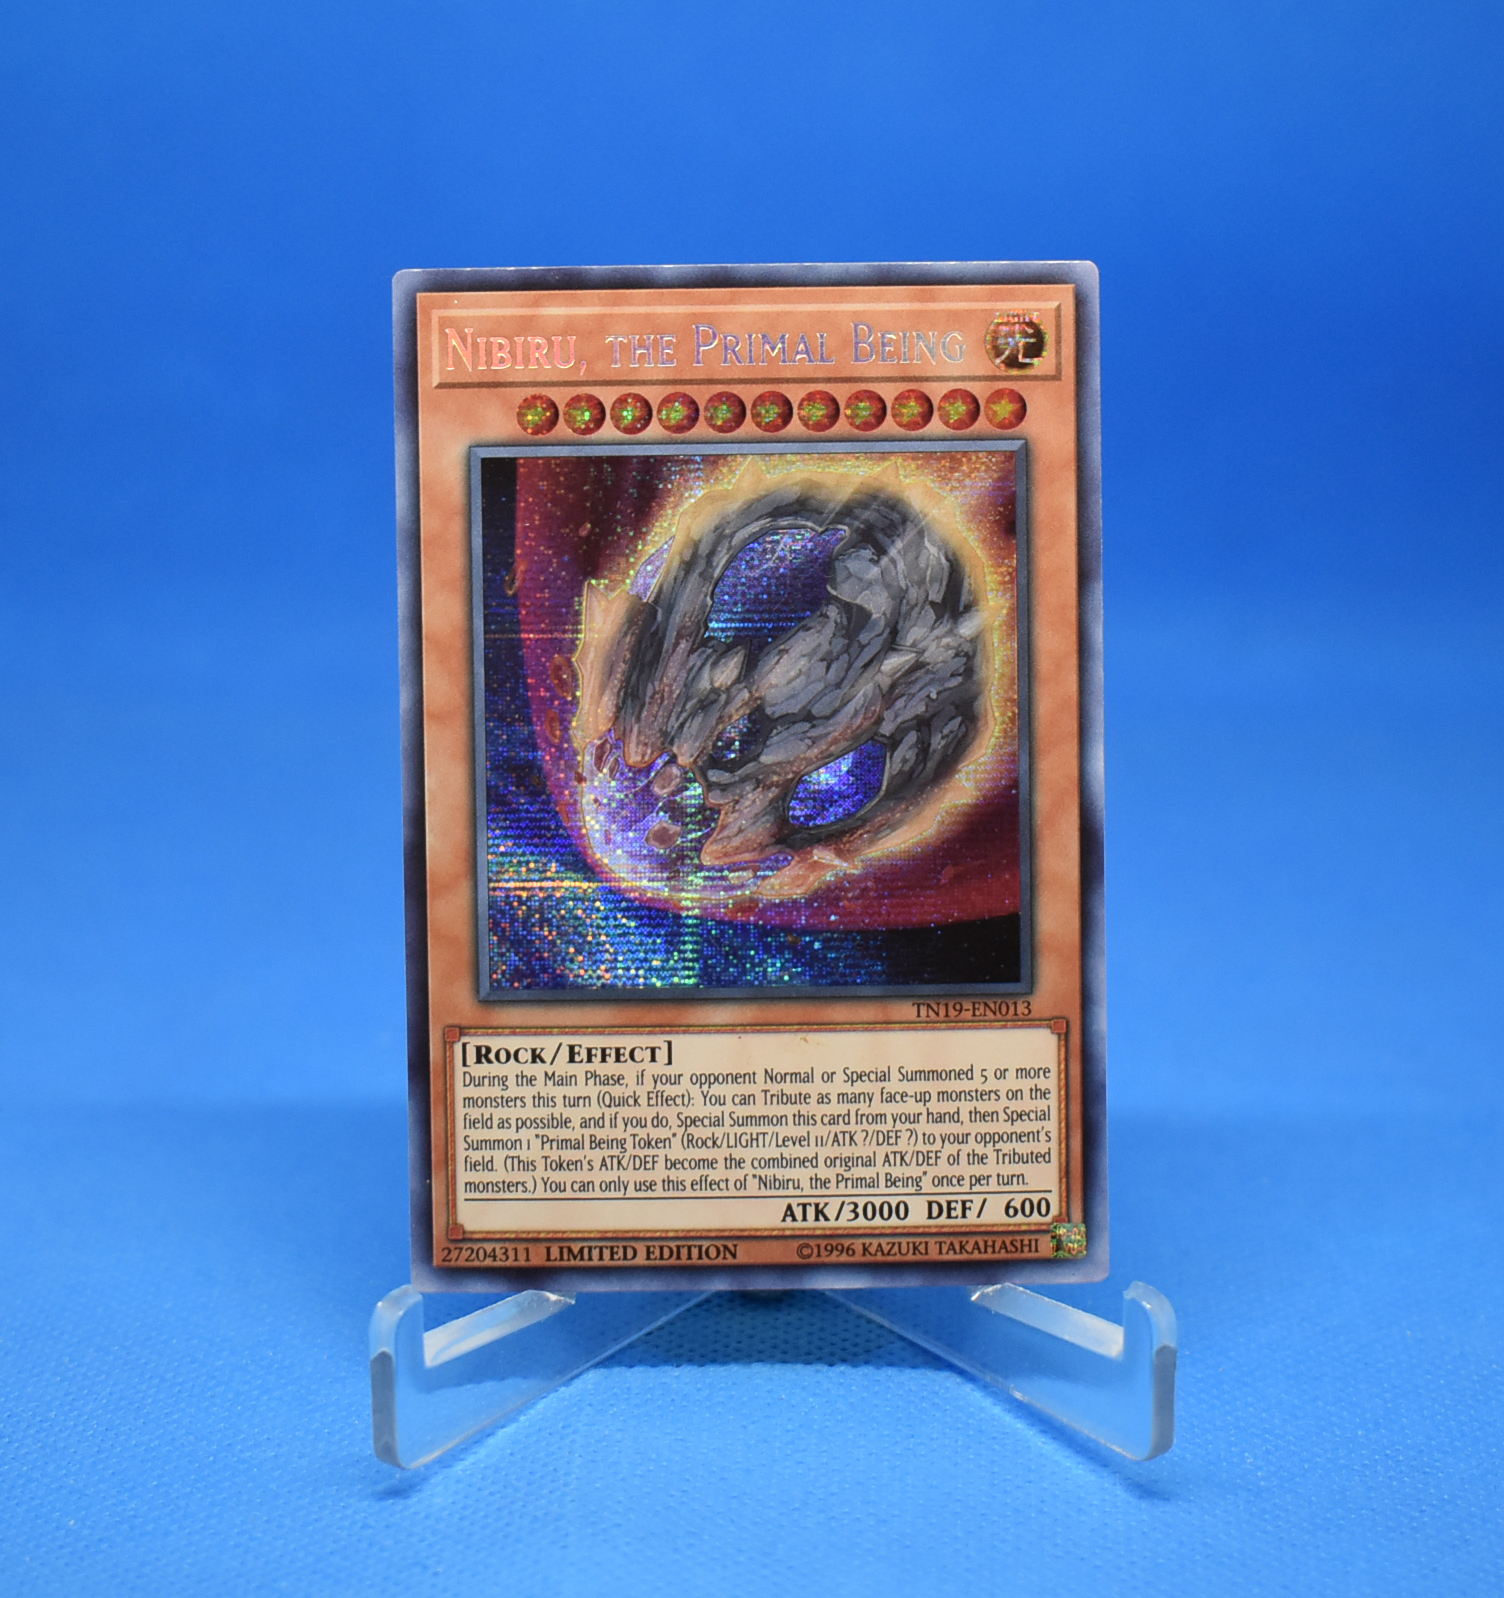 NIBIRU, THE PRIMAL BEING
光
TN19-EN013
[ROCK/EFFECT]
During the Main Phase, if your opponent Normal or Special Summoned 5 or more
monsters this turn (Quick Effect): You can Tribute as many face-up monsters on the
field as possible, and if you do, Special Summon this card from your hand, then Special
Summon 1 "Primal Being Token" (Rock/LIGHT/Level 11/ATK ?/DEF ?) to your opponent's
field. (This Token's ATK/DEF become the combined original ATK/DEF of the Tributed
monsters.) You can only use this effect of "Nibiru, the Primal Being" once per turn.
ATK/3000 DEF/ 600
27204311 LIMITED EDITION ©1996 KAZUKI TAKAHASHI